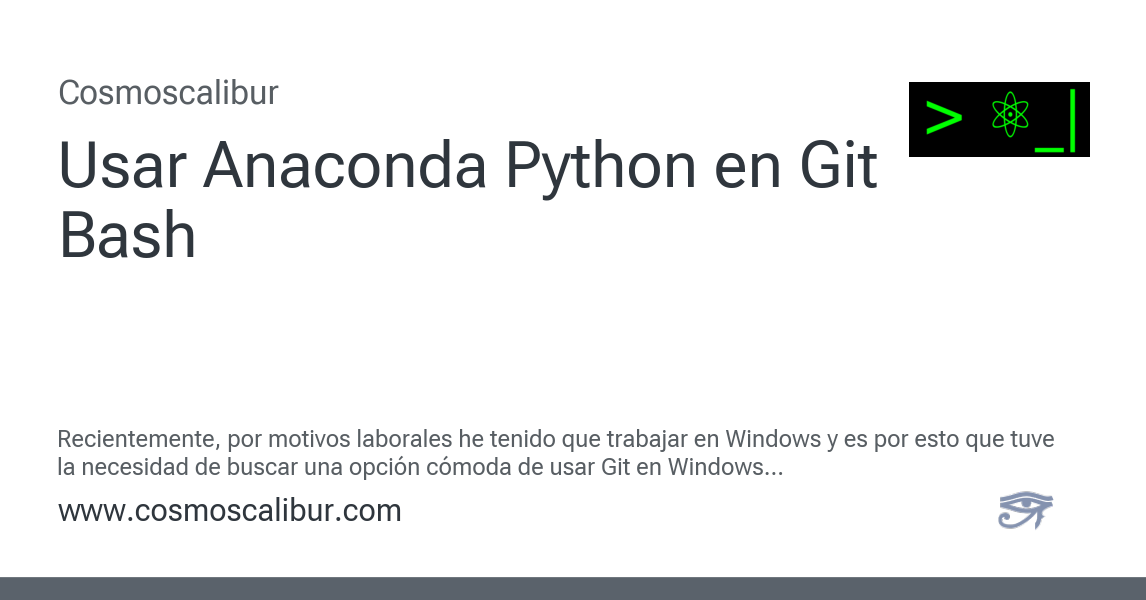 Cosmoscalibur
> _|
Usar Anaconda Python en Git
Bash
Recientemente, por motivos laborales he tenido que trabajar en Windows y es por esto que tuve
la necesidad de buscar una opción cómoda de usar Git en Windows...
www.cosmoscalibur.com